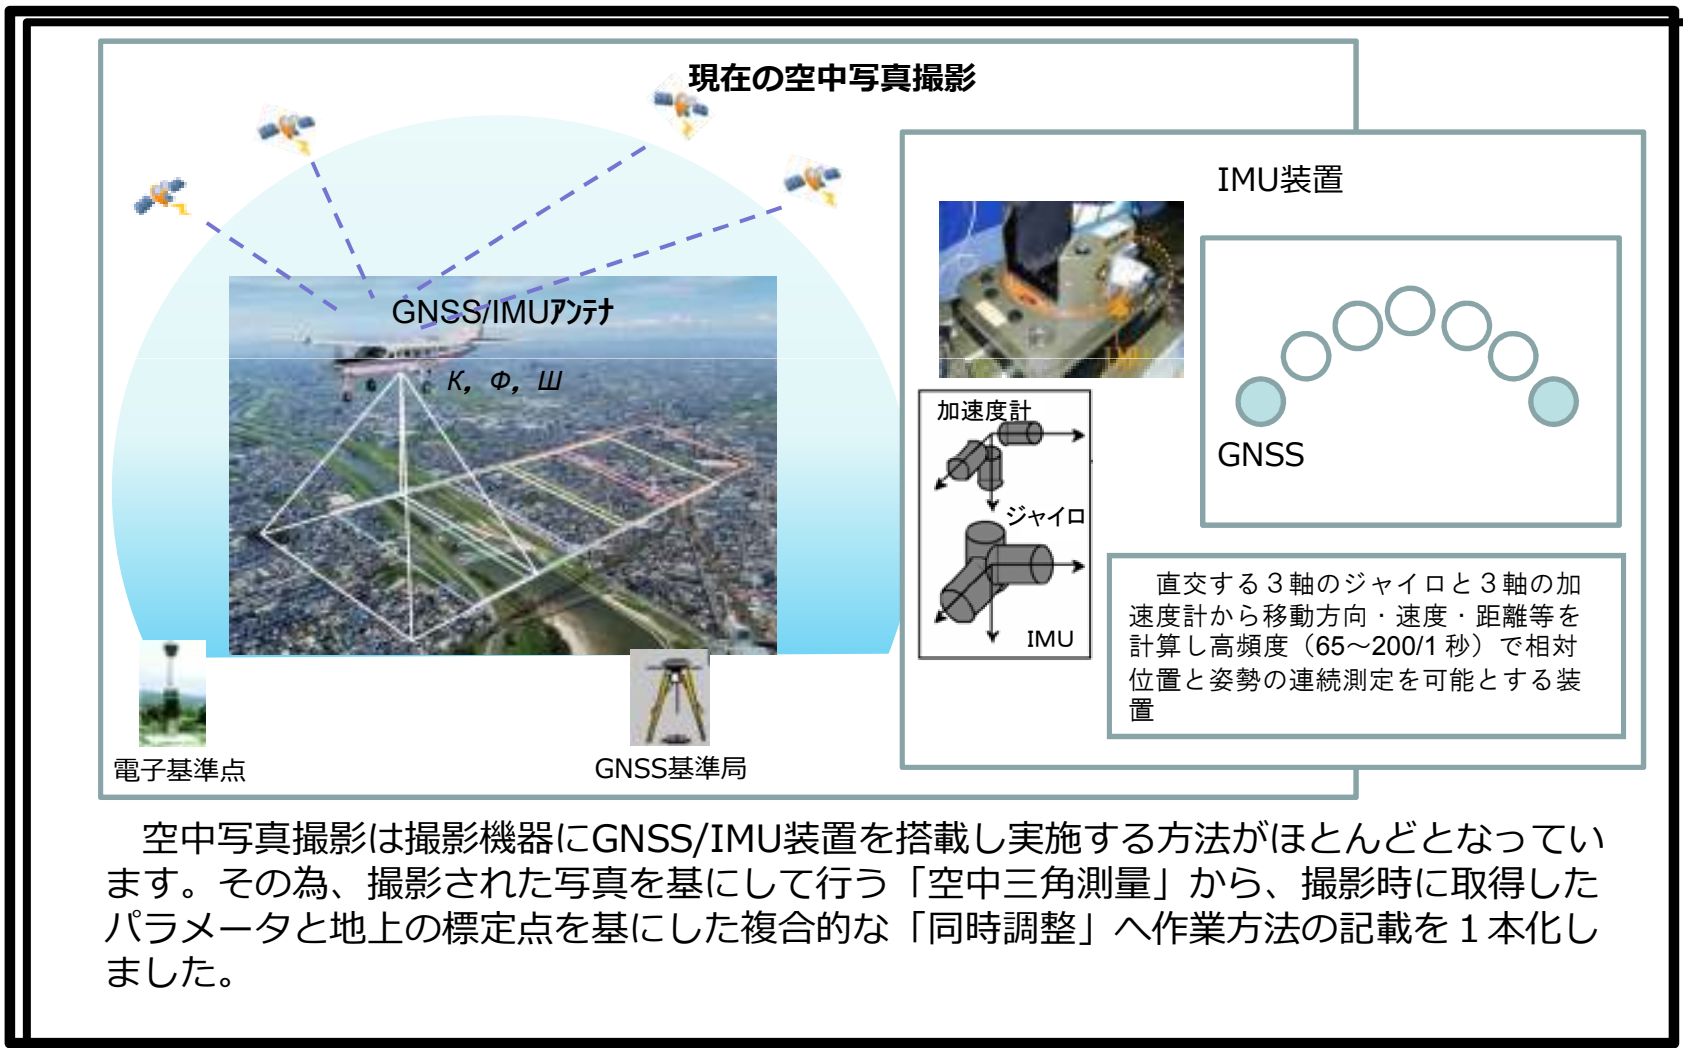 現在の空中写真撮影
GNSS/IMUアンテナ
К, Ф, Ш
電子基準点
GNSS基準局
IMU装置
加速度計
ジャイロ
IMU
GNSS
直交する３軸のジャイロと３軸の加
速度計から移動方向・速度・距離等を
計算し高頻度（65～200/1 秒）で相対
位置と姿勢の連続測定を可能とする装
置
空中写真撮影は撮影機器にGNSS/IMU装置を搭載し実施する方法がほとんどとなってい
ます。その為、撮影された写真を基にして行う「空中三角測量」から、撮影時に取得した
パラメータと地上の標定点を基にした複合的な「同時調整」へ作業方法の記載を１本化し
ました。